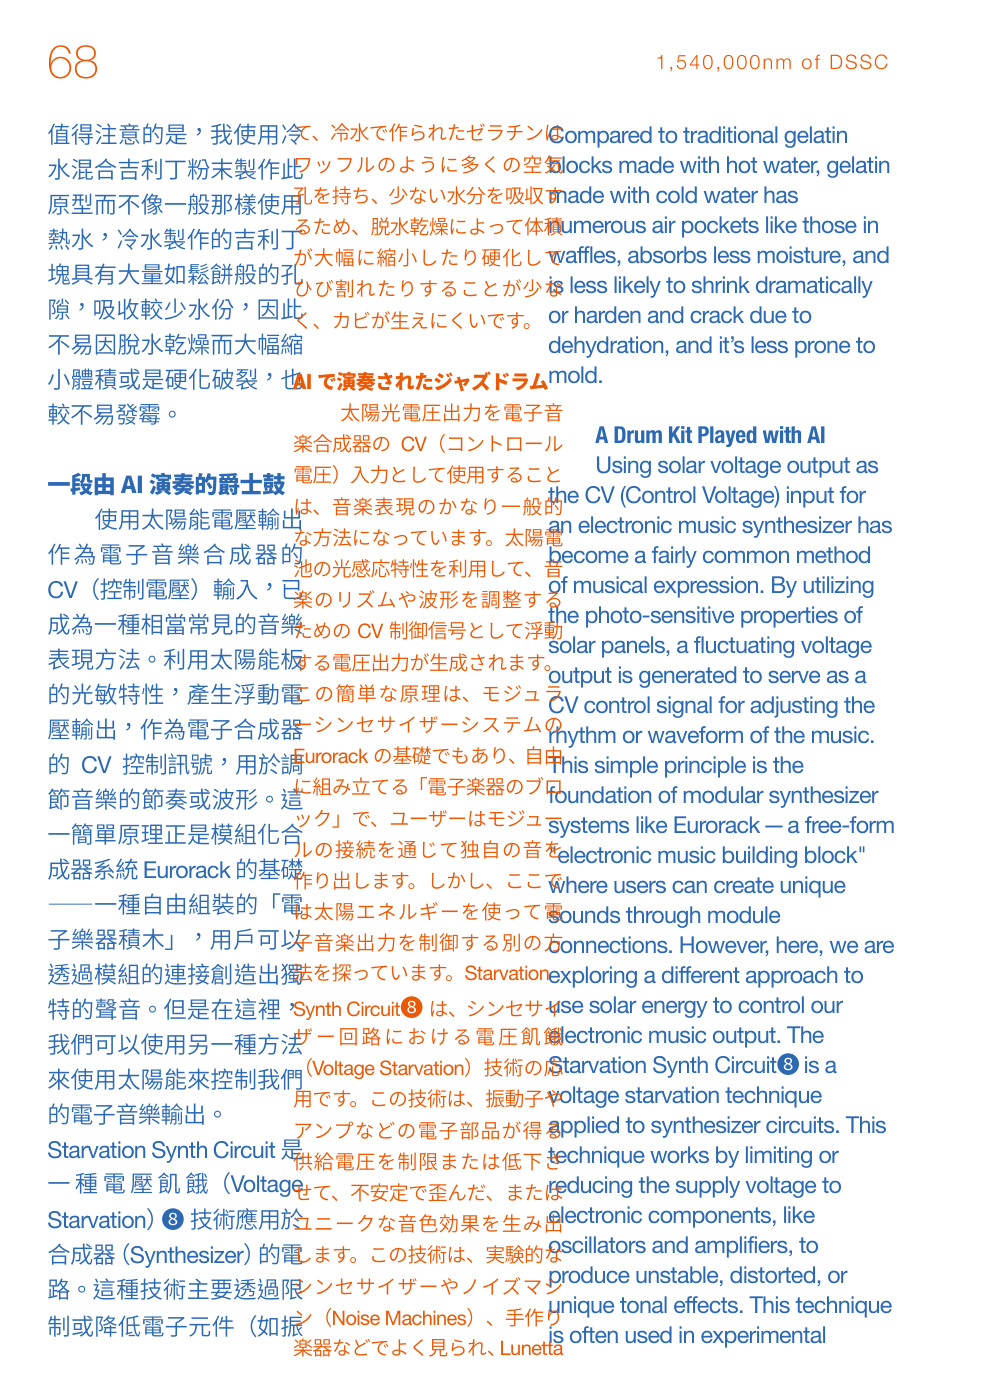 68
1,540,000nm of DSSC
值得注意的是，我使用冷
水混合吉利丁粉末製作此
原型而不像一般那樣使用
熱水，冷水製作的吉利丁
塊具有大量如鬆餅般的孔
隙，吸收較少水份，因此
不易因脫水乾燥而大幅縮
小體積或是硬化破裂，也
較不易發霉。
一段由 AI 演奏的爵士鼓
使用太陽能電壓輸出
作為電子音樂合成器的
CV（控制電壓）輸入，已
成為一種相當常見的音樂
表現方法。利用太陽能板
的光敏特性，產生浮動電
壓輸出，作為電子合成器
的 CV 控制訊號，用於調
節音樂的節奏或波形。這
一簡單原理正是模組化合
成器系統 Eurorack 的基礎
——一種自由組裝的「電
子樂器積木」，用戶可以
透過模組的連接創造出獨
特的聲音。但是在這裡，
我們可以使用另一種方法
來使用太陽能來控制我們
的電子音樂輸出。
Starvation Synth Circuit 是
一種電壓飢餓（Voltage
Starvation）❽ 技術應用於
合成器（Synthesizer）的電
路。這種技術主要透過限
制或降低電子元件（如振
て、冷水で作られたゼラチンは
ワッフルのように多くの空気
孔を持ち、少ない水分を吸収す
るため、脱水乾燥によって体積
が大幅に縮小したり硬化して
ひび割れたりすることが少な
く、カビが生えにくいです。
AI で演奏されたジャズドラム
太陽光電圧出力を電子音
楽合成器の CV（コントロール
電圧）入力として使用すること
は、音楽表現のかなり一般的
な方法になっています。太陽電
池の光感応特性を利用して、音
楽のリズムや波形を調整する
ための CV 制御信号として浮動
する電圧出力が生成されます。
この簡単な原理は、モジュラ
ーシンセサイザーシステムの
Eurorack の基礎でもあり、自由
に組み立てる「電子楽器のブロ
ック」で、ユーザーはモジュー
ルの接続を通じて独自の音を
作り出します。しかし、ここで
は太陽エネルギーを使って電
子音楽出力を制御する別の方
法を探っています。Starvation
Synth Circuit❽ は、シンセサイ
ザー回路における電圧飢餓
（Voltage Starvation）技術の応
用です。この技術は、振動子や
アンプなどの電子部品が得る
供給電圧を制限または低下さ
せて、不安定で歪んだ、または
ユニークな音色効果を生み出
します。この技術は、実験的な
シンセサイザーやノイズマシ
ン（Noise Machines）、手作り
楽器などでよく見られ、Lunetta
Compared to traditional gelatin
blocks made with hot water, gelatin
made with cold water has
numerous air pockets like those in
waffles, absorbs less moisture, and
is less likely to shrink dramatically
or harden and crack due to
dehydration, and it’s less prone to
mold.
A Drum Kit Played with AI
Using solar voltage output as
the CV (Control Voltage) input for
an electronic music synthesizer has
become a fairly common method
of musical expression. By utilizing
the photo-sensitive properties of
solar panels, a fluctuating voltage
output is generated to serve as a
CV control signal for adjusting the
rhythm or waveform of the music.
This simple principle is the
foundation of modular synthesizer
systems like Eurorack — a free-form
"electronic music building block"
where users can create unique
sounds through module
connections. However, here, we are
exploring a different approach to
use solar energy to control our
electronic music output. The
Starvation Synth Circuit❽ is a
voltage starvation technique
applied to synthesizer circuits. This
technique works by limiting or
reducing the supply voltage to
electronic components, like
oscillators and amplifiers, to
produce unstable, distorted, or
unique tonal effects. This technique
is often used in experimental